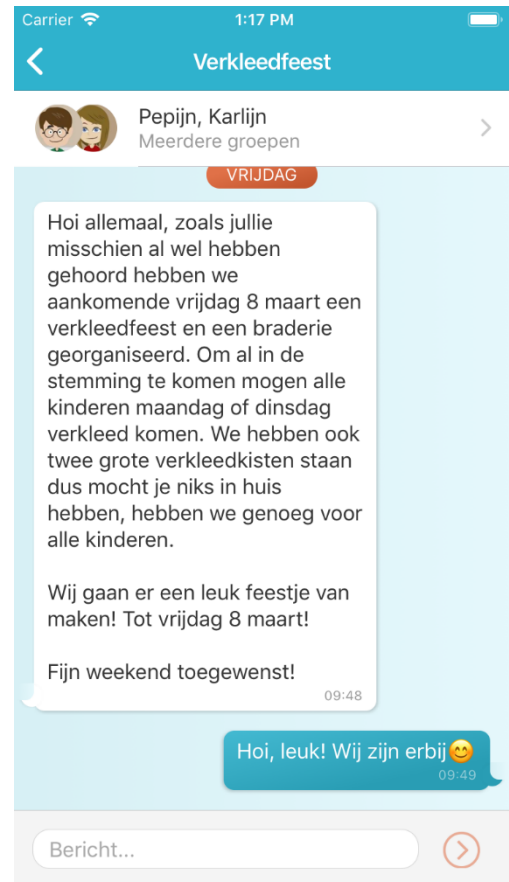 Carrier 1:17 PM
Verkleedfeest
Pepijn, Karlijn
Meerdere groepen
VRIJDAG
Hoi allemaal, zoals jullie
misschien al wel hebben
gehoord hebben we
aankomende vrijdag 8 maart een
verkleedfeest en een braderie
georganiseerd. Om al in de
stemming te komen mogen alle
kinderen maandag of dinsdag
verkleed komen. We hebben ook
twee grote verkleedkisten staan
dus mocht je niks in huis
hebben, hebben we genoeg voor
alle kinderen.
Wij gaan er een leuk feestje van
maken! Tot vrijdag 8 maart!
Fijn weekend toegewenst!
09:48
Hoi, leuk! Wij zijn erbij😊
09:49
Bericht...